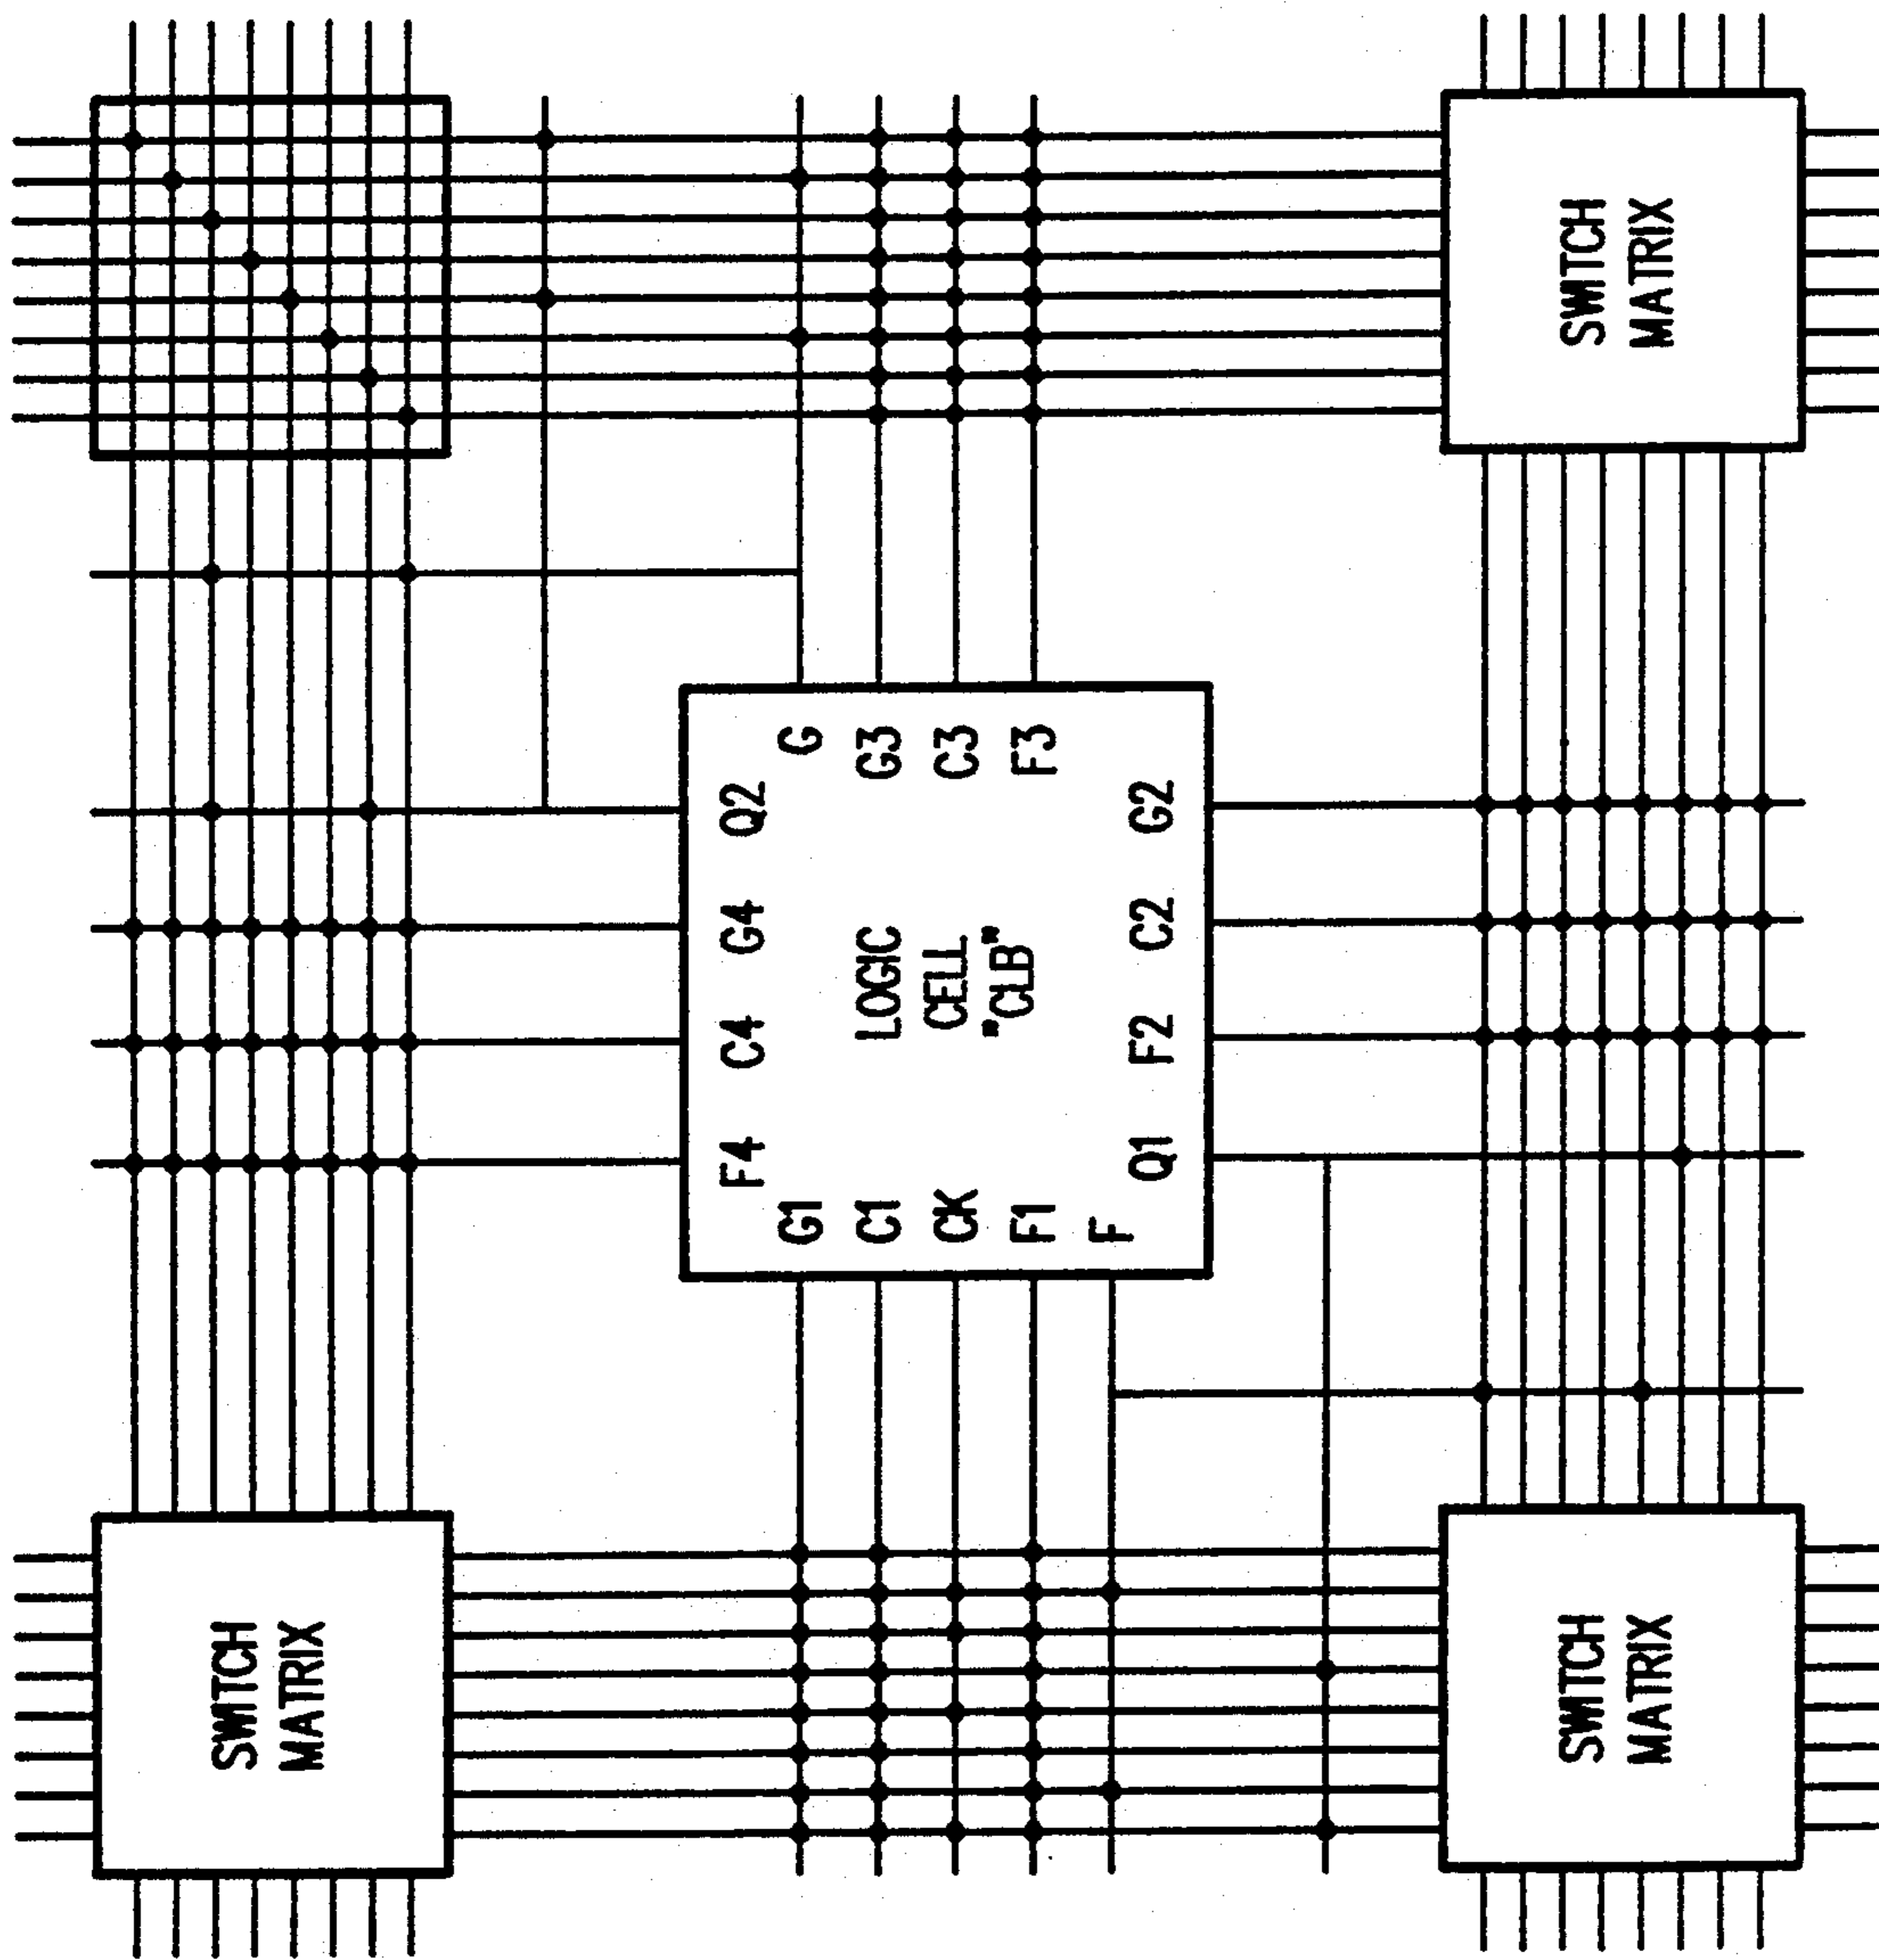 SWITCH
MATRIX
F4 C4 G4 Q2
G1 G
C1 LOGIC G3
CK CELL C3
F1 "CLB" F3
F
Q1 F2 C2 G2
SWITCH
MATRIX
SWITCH
MATRIX